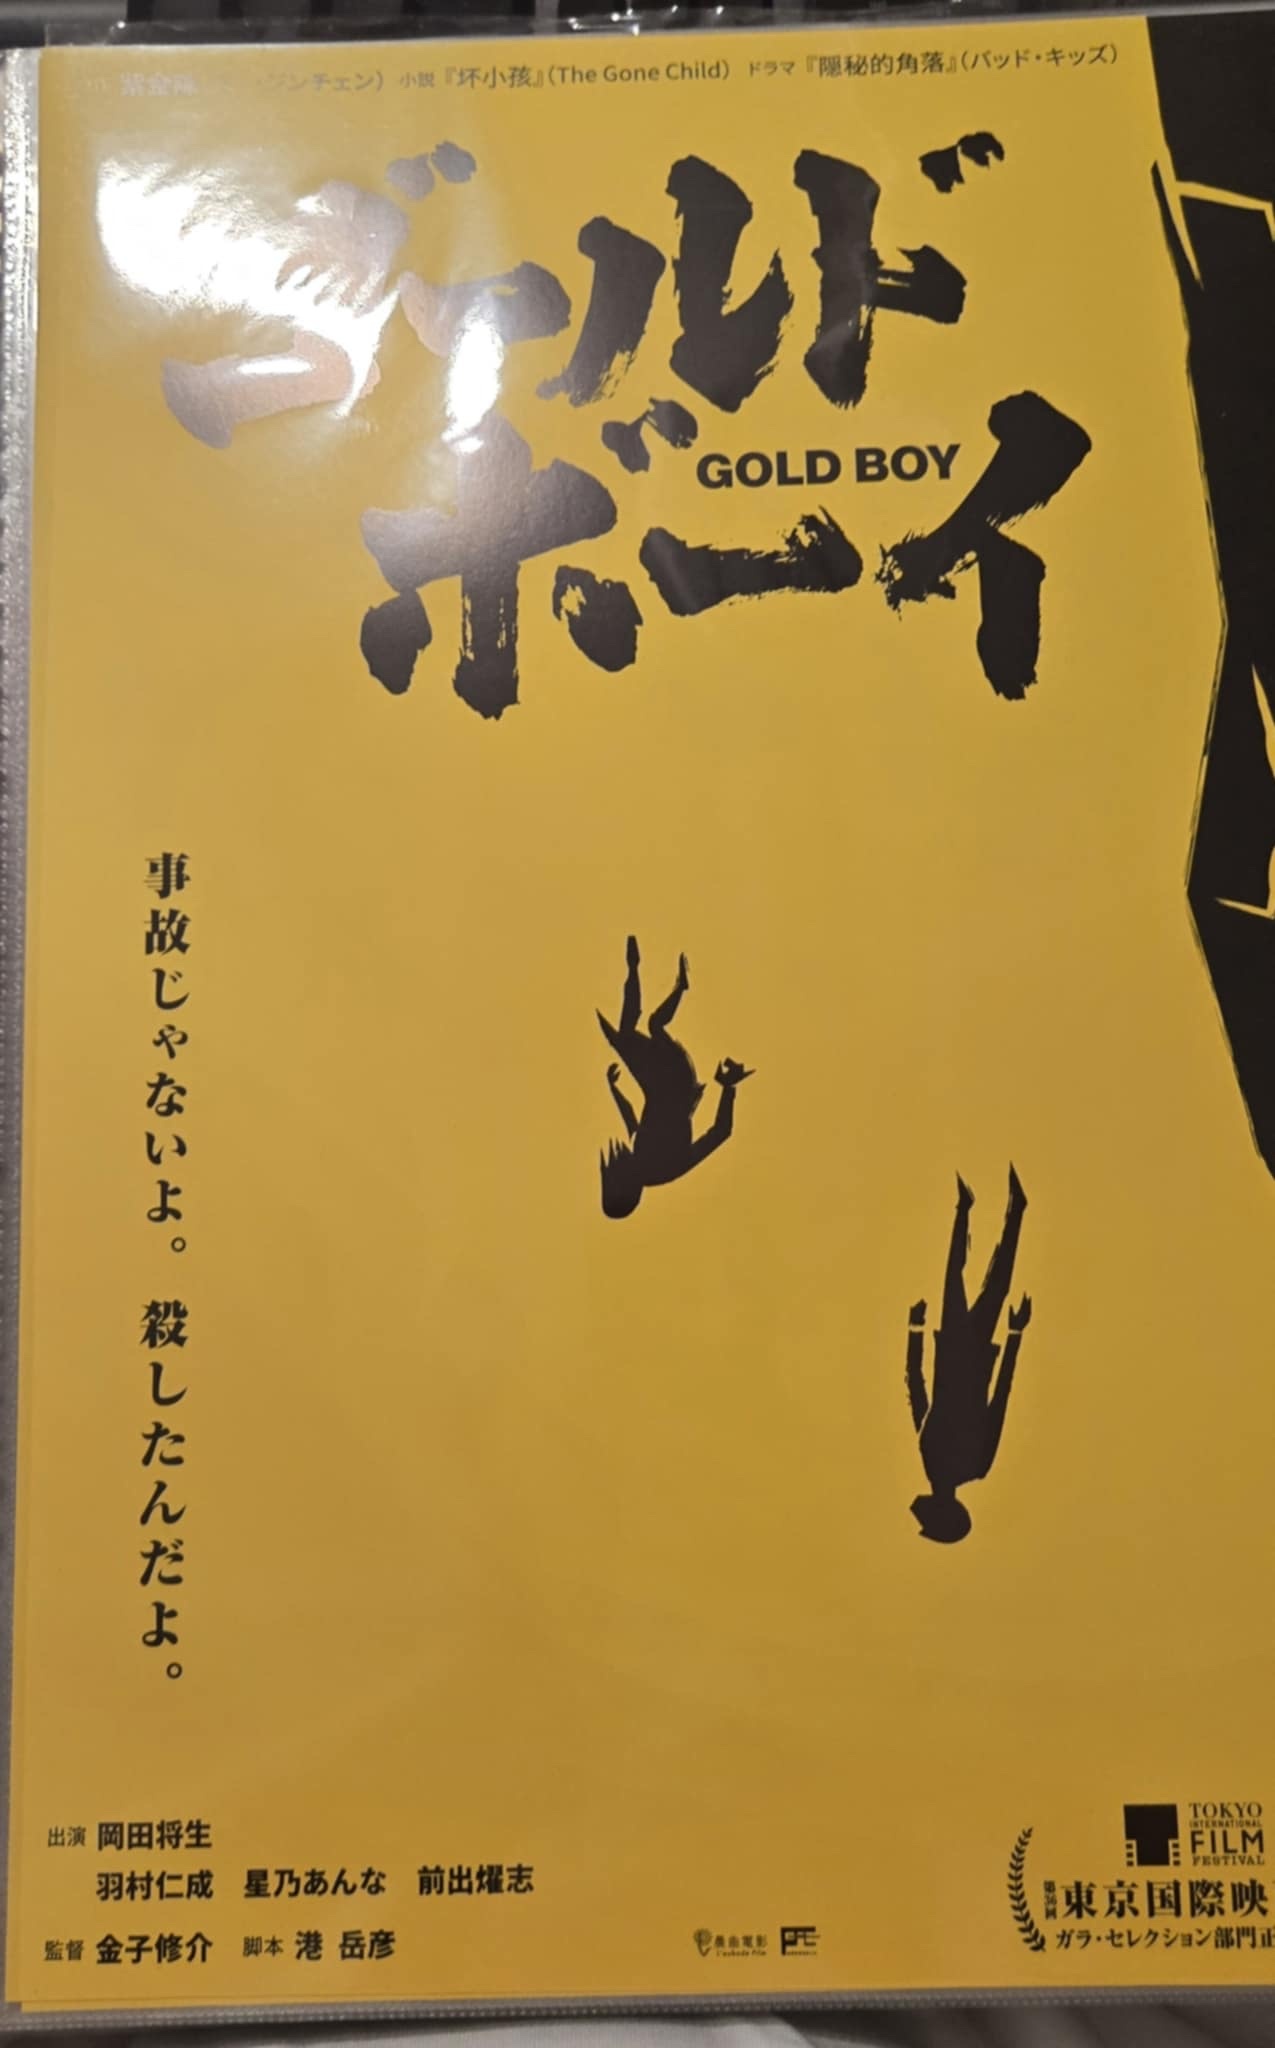 紫金陳 ンチェン) 小説『坏小孩』(The Gone Child) ドラマ『隠秘的角落』(バッド・キッズ)
ゴールド
ボーイ
GOLD BOY
事故じゃないよ。殺したんだよ。
出演 岡田将生
羽村仁成 星乃あんな 前出燿志
監督 金子修介 脚本 港 岳彦
TOKYO
INTERNATIONAL
FILM
FESTIVAL
第36回 東京国際映
ガラ・セレクション部門正